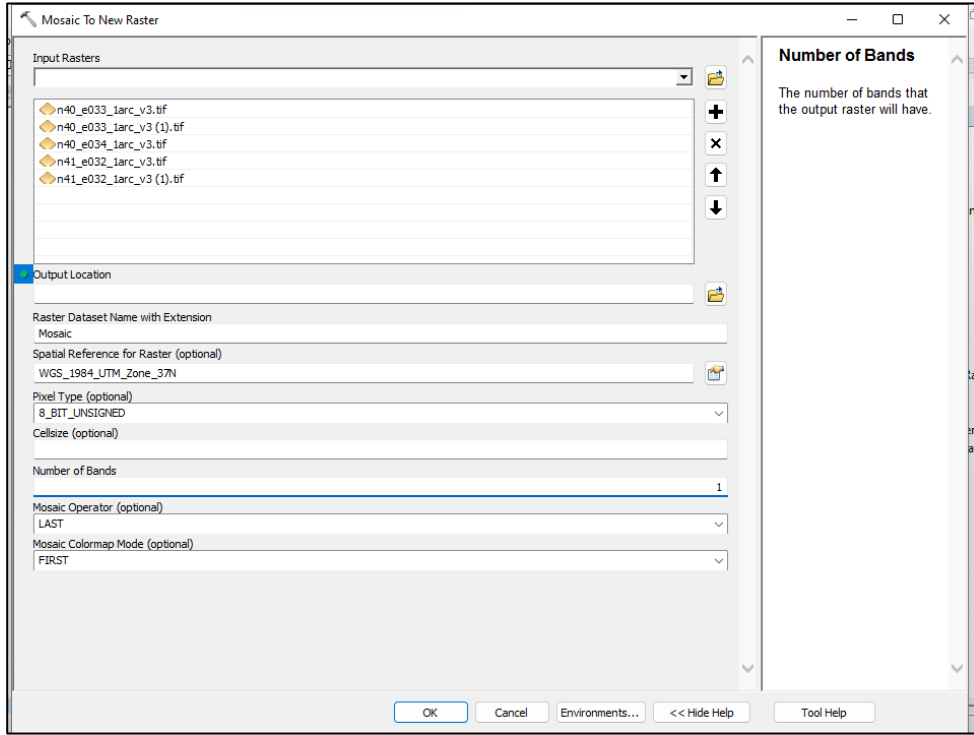 Mosaic To New Raster
Input Rasters
n40_e033_1arc_v3.tif
n40_e033_1arc_v3 (1).tif
n40_e034_1arc_v3.tif
n41_e032_1arc_v3.tif
n41_e032_1arc_v3 (1).tif
Output Location
Raster Dataset Name with Extension
Mosaic
Spatial Reference for Raster (optional)
WGS_1984_UTM_Zone_37N
Pixel Type (optional)
8_BIT_UNSIGNED
Cellsize (optional)
Number of Bands
1
Mosaic Operator (optional)
LAST
Mosaic Colormap Mode (optional)
FIRST
OK Cancel Environments... << Hide Help Tool Help
Number of Bands
The number of bands that
the output raster will have.